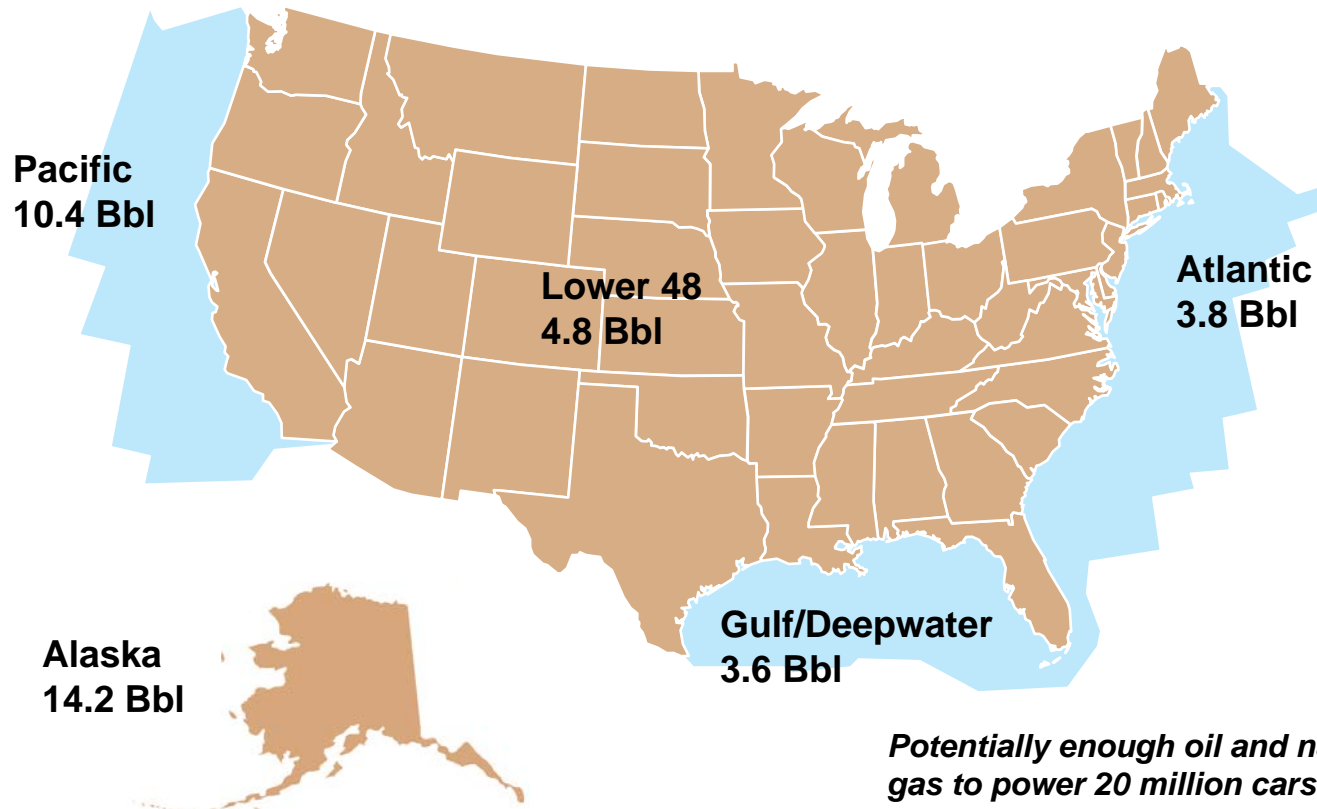 Pacific
10.4 Bbl
Lower 48
4.8 Bbl
Atlantic
3.8 Bbl
Gulf/Deepwater
3.6 Bbl
Alaska
14.2 Bbl
Potentially enough oil and
gas to power 20 million cars